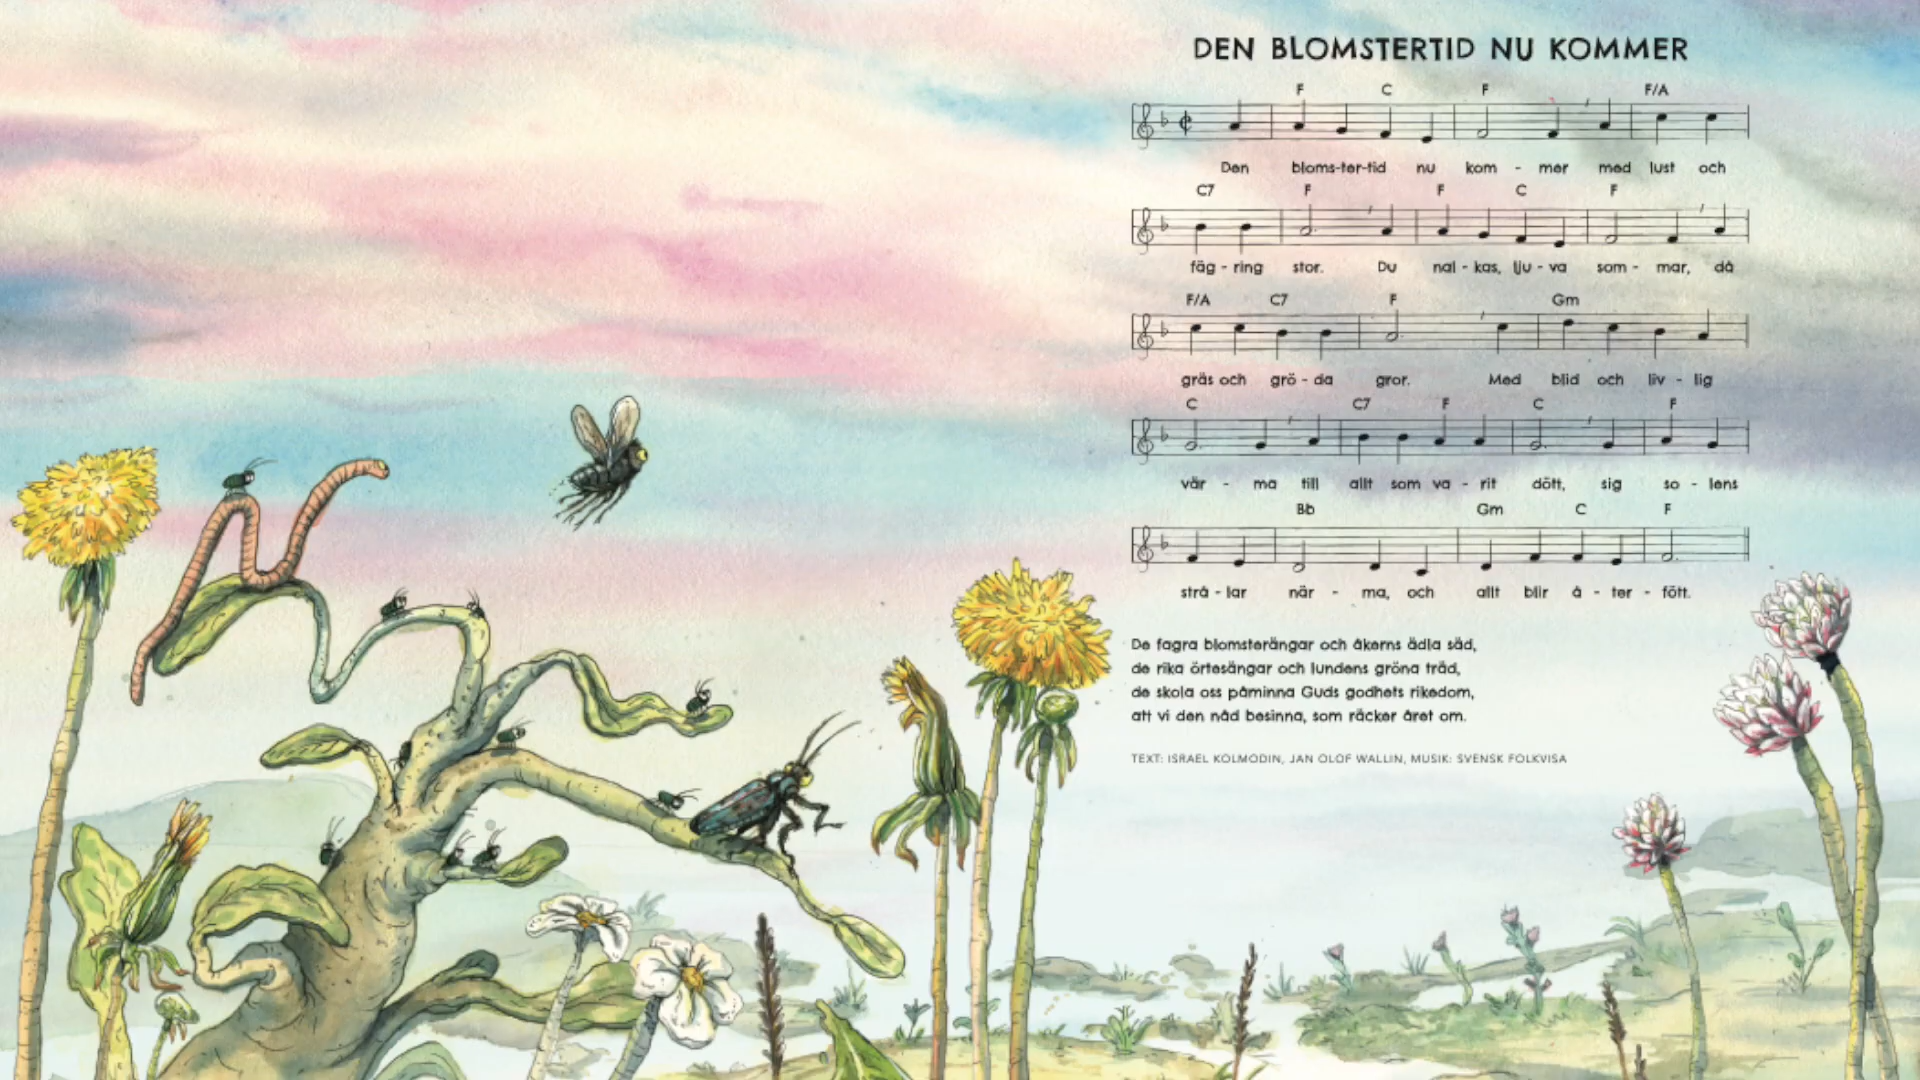 DEN BLOMSTERTID NU KOMMER
F C F F/A
Den bloms-ter-tid nu kom - mer med lust och
C7 F F C F
fäg - ring stor. Du nal - kas, lju - va som - mar, då
F/A C7 F Gm
gräs och grö - da gror. Med blid och liv - lig
C C7 F C F
vär - ma till allt som va - rit dött, sig so - lens
Bb Gm C F
strå - lar när - ma, och allt blir å - ter - fött.
De fagra blomsterängar och åkerns ädla säd,
de rika örtesängar och lundens gröna träd,
de skola oss påminna Guds godhets rikedom,
att vi den nåd besinna, som räcker året om.
TEXT: ISRAEL KOLMODIN, JAN OLOF WALLIN, MUSIK: SVENSK FOLKVISA